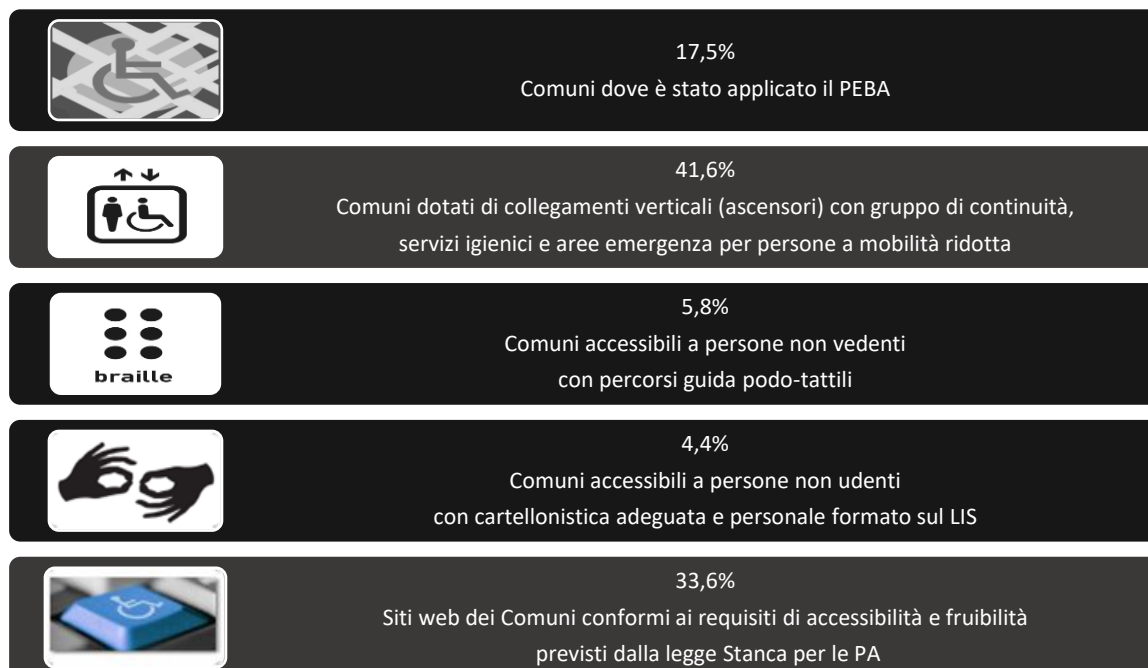 17,5%
Comuni dove è stato applicato il PEBA
41,6%
Comuni dotati di collegamenti verticali (ascensori) con gruppo di continuità,
servizi igienici e aree emergenza per persone a mobilità ridotta
braille
5,8%
Comuni accessibili a persone non vedenti
con percorsi guida podo-tattili
4,4%
Comuni accessibili a persone non udenti
con cartellonistica adeguata e personale formato sul LIS
33,6%
Siti web dei Comuni conformi ai requisiti di accessibilità e fruibilità
previsti dalla legge Stanca per le PA